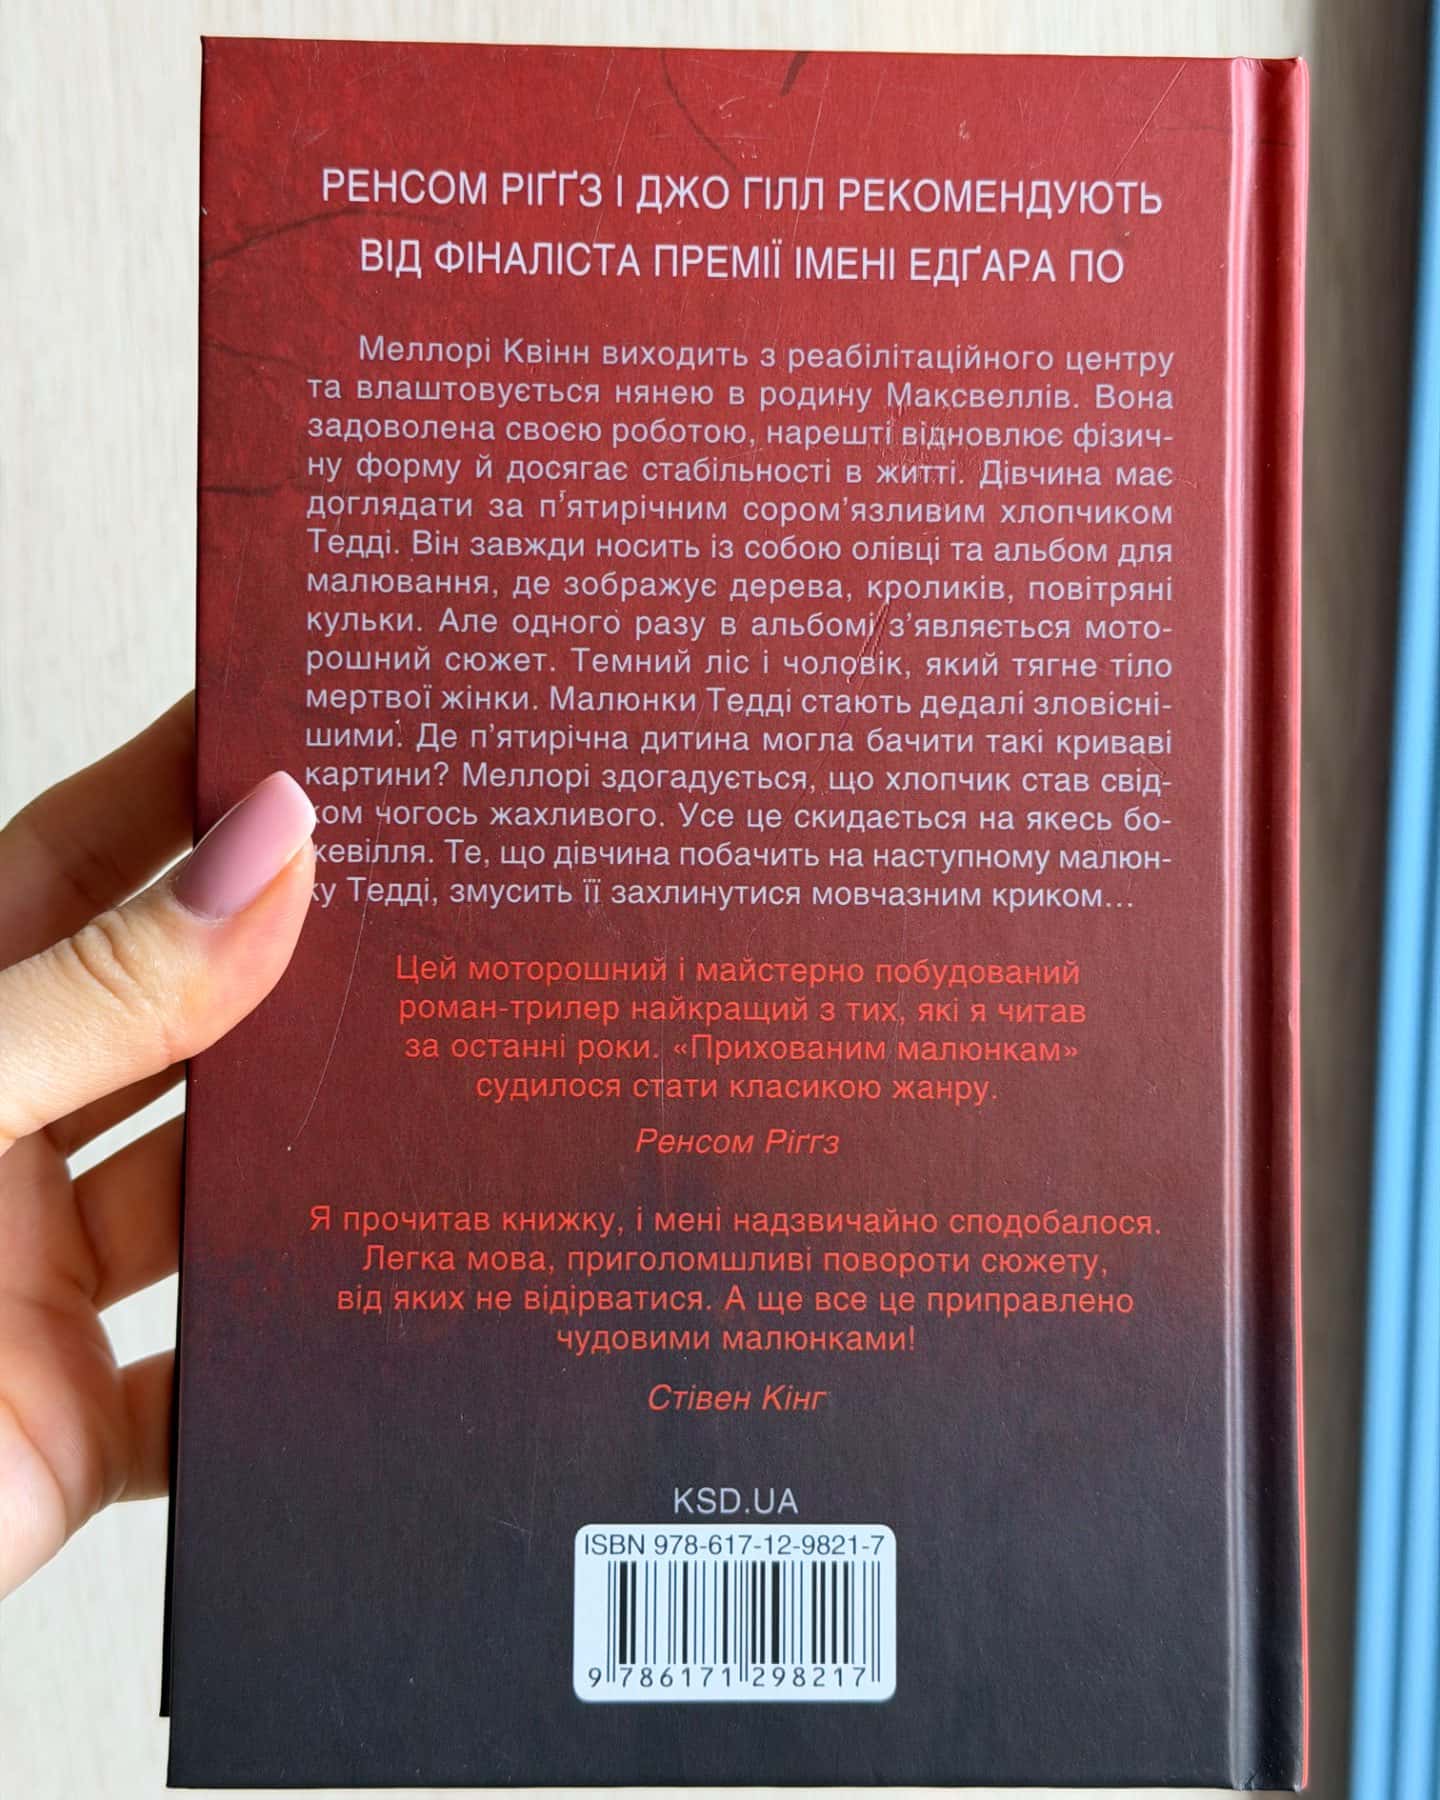 РЕНСОМ РІҐҐЗ І ДЖО ГІЛЛ РЕКОМЕНДУЮТЬ
ВІД ФІНАЛІСТА ПРЕМІЇ ІМЕНІ ЕДҐАРА ПО
Меллорі Квінн виходить з реабілітаційного центру
та влаштовується нянею в родину Максвеллів. Вона
задоволена своєю роботою, нарешті відновлює фізич-
ну форму й досягає стабільності в житті. Дівчина має
доглядати за п’ятирічним сором’язливим хлопчиком
Тедді. Він завжди носить із собою олівці та альбом для
малювання, де зображує дерева, кроликів, повітряні
кульки. Але одного разу в альбомі з’являється мото-
рошний сюжет. Темний ліс і чоловік, який тягне тіло
мертвої жінки. Малюнки Тедді стають дедалі зловісні-
шими. Де п’ятирічна дитина могла бачити такі криваві
картини? Меллорі здогадується, що хлопчик став свід-
ком чогось жахливого. Усе це скидається на якесь бо-
жевілля. Те, що дівчина побачить на наступному малюн-
ку Тедді, змусить її захлинутися мовчазним криком...
Цей моторошний і майстерно побудований
роман-трилер найкращий з тих, які я читав
за останні роки. «Прихованим малюнкам»
судилося стати класикою жанру.
Ренсом Ріґґз
Я прочитав книжку, і мені надзвичайно сподобалося.
Легка мова, приголомшливі повороти сюжету,
від яких не відірватися. А ще все це приправлено
чудовими малюнками!
Стівен Кінг
KSD.UA
ISBN 978-617-12-9821-7
9 786171 298217